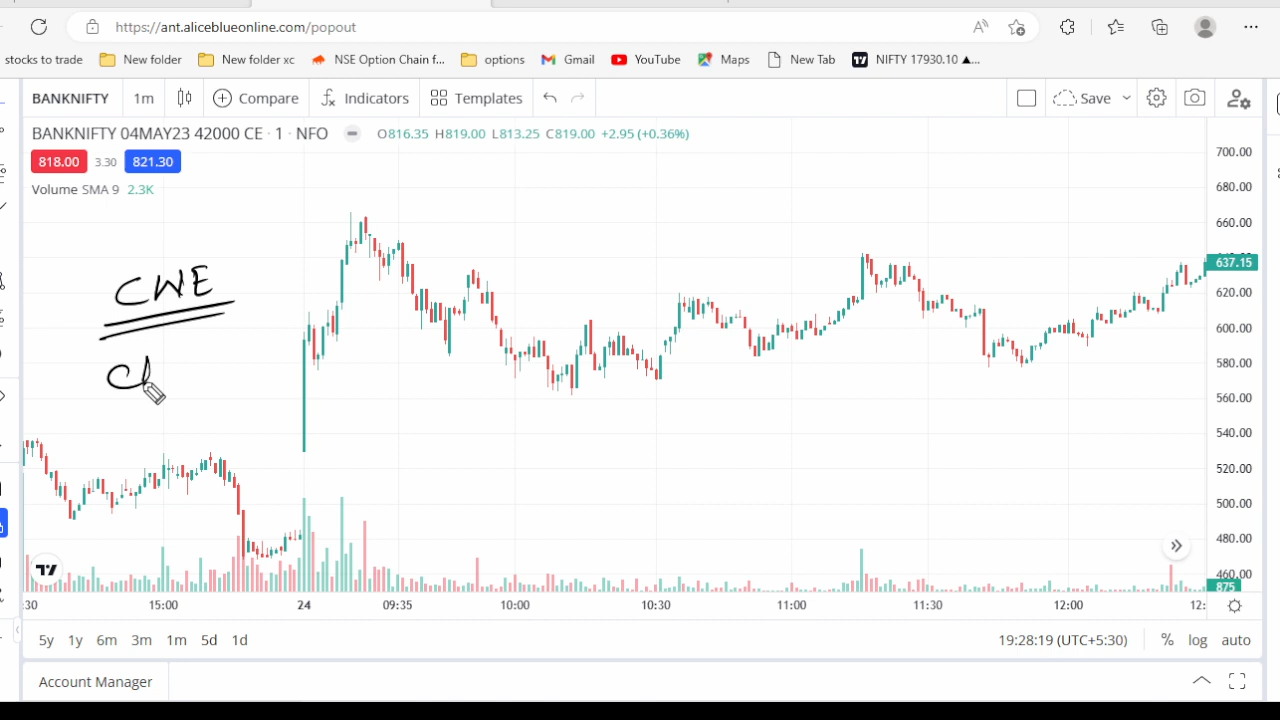 https://ant.aliceblueonline.com/popout
stocks to trade New folder New folder xc NSE Option Chain f... options Gmail YouTube Maps New Tab NIFTY 17930.10 ▲...
BANKNIFTY 1m Compare Indicators Templates Save
BANKNIFTY 04MAY23 42000 CE · 1 · NFO O816.35 H819.00 L813.25 C819.00 +2.95 (+0.36%)
818.00 3.30 821.30
Volume SMA 9 2.3K
700.00
680.00
660.00
637.15
620.00
600.00
580.00
560.00
540.00
520.00
500.00
480.00
460.00
875
CWE
:30 15:00 24 09:35 10:00 10:30 11:00 11:30 12:00 12:
5y 1y 6m 3m 1m 5d 1d 19:28:19 (UTC+5:30) % log auto
Account Manager